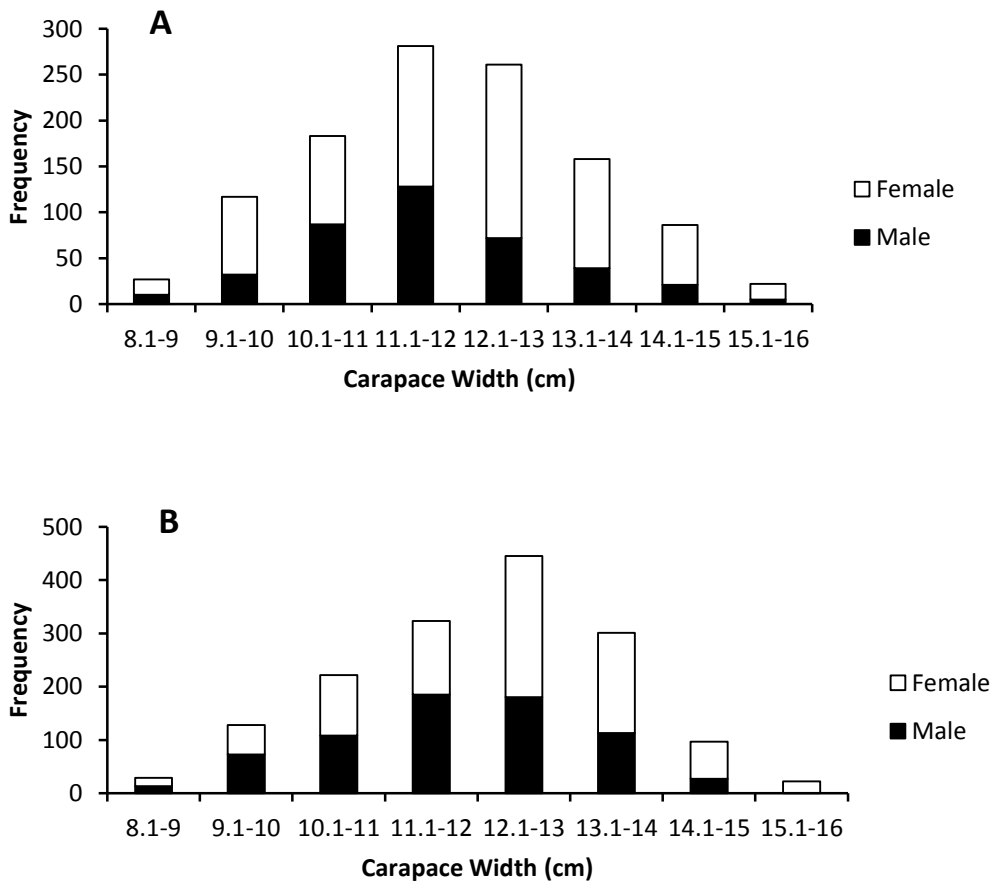 A
300
250
200
150
100
50
0
Frequency
8.1-9 9.1-10 10.1-11 11.1-12 12.1-13 13.1-14 14.1-15 15.1-16
Carapace Width (cm)
Female
Male
B
500
400
300
200
100
0
Frequency
8.1-9 9.1-10 10.1-11 11.1-12 12.1-13 13.1-14 14.1-15 15.1-16
Carapace Width (cm)
Female
Male